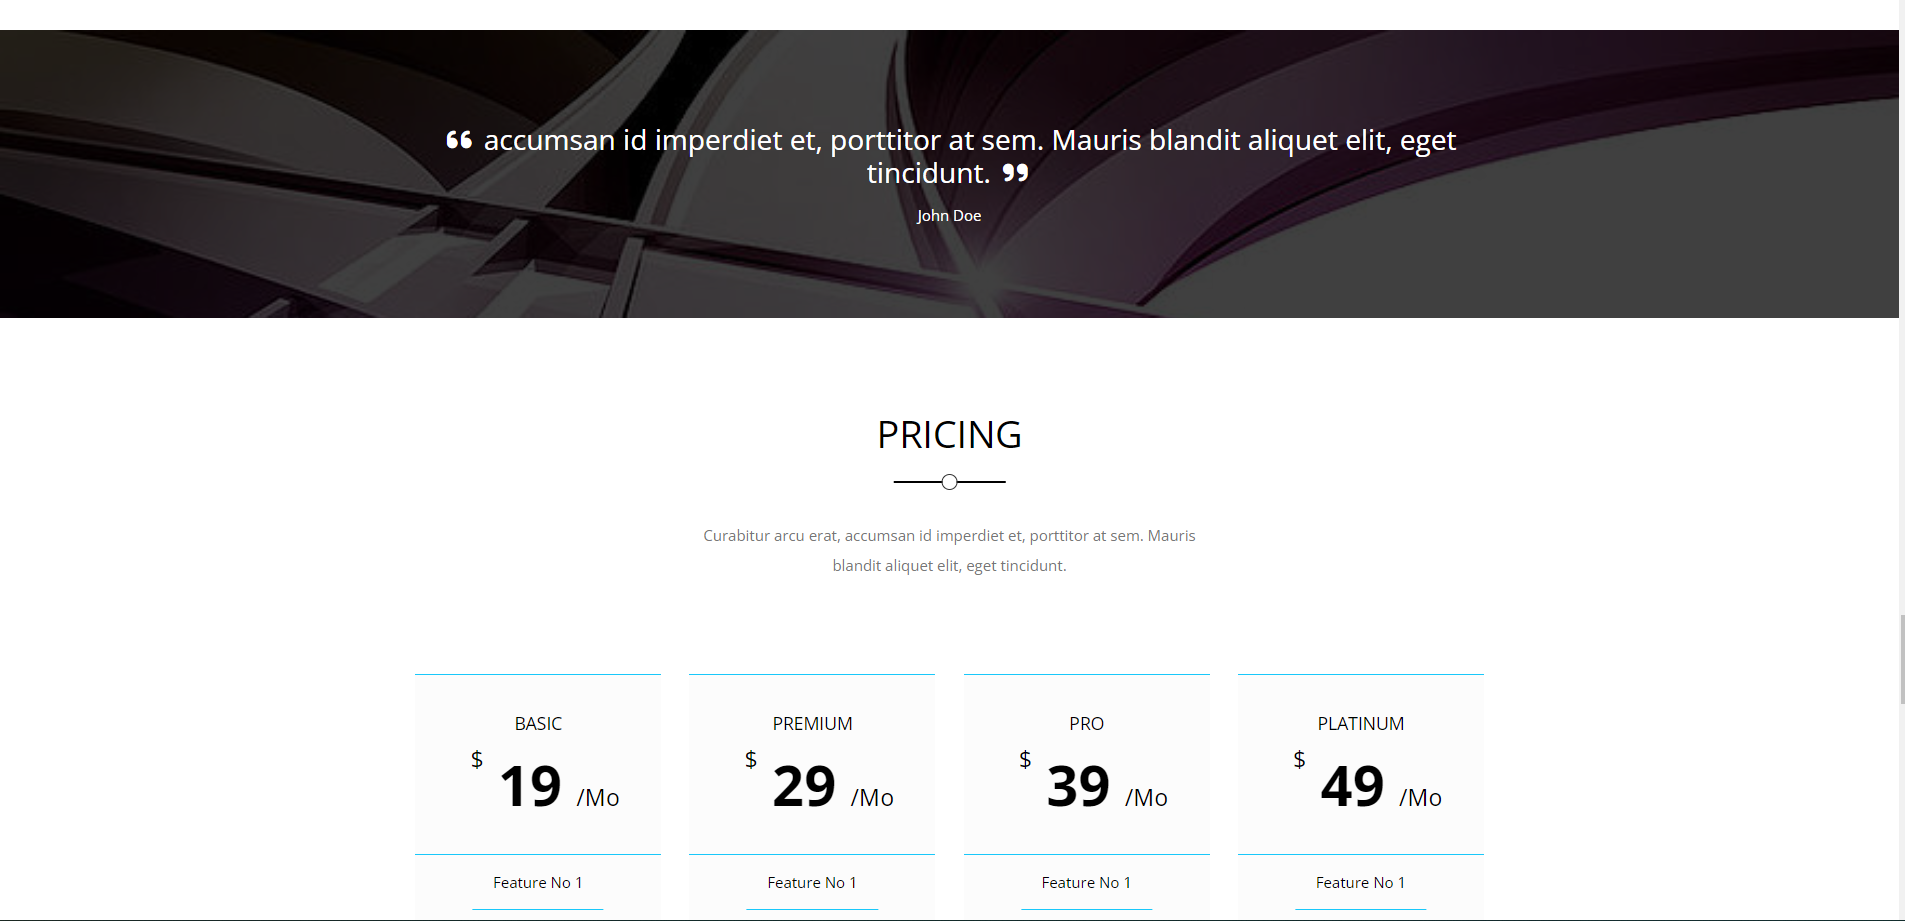 “ accumsan id imperdiet et, porttitor at sem. Mauris blandit aliquet elit, eget
tincidunt. ”
John Doe
PRICING
Curabitur arcu erat, accumsan id imperdiet et, porttitor at sem. Mauris
blandit aliquet elit, eget tincidunt.
BASIC
$ 19 /Mo
Feature No 1
PREMIUM
$ 29 /Mo
Feature No 1
PRO
$ 39 /Mo
Feature No 1
PLATINUM
$ 49 /Mo
Feature No 1